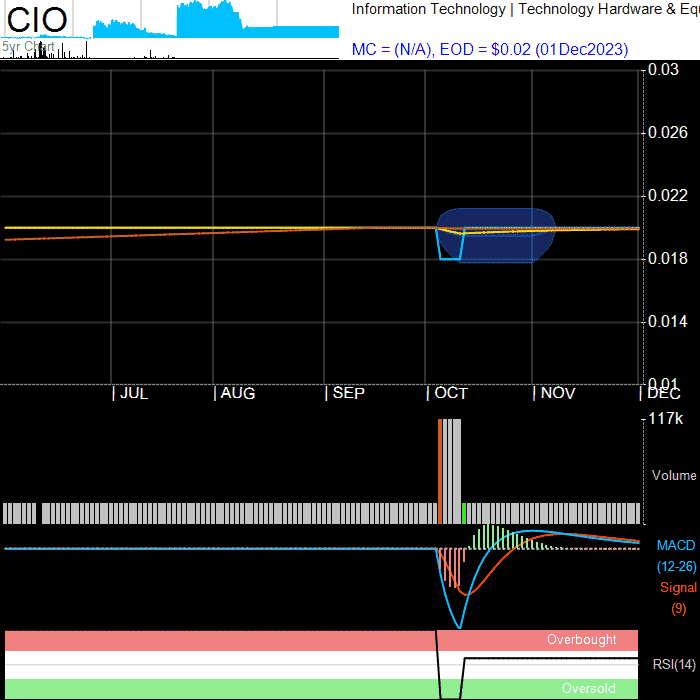 CIO
5yr Chart
Information Technology | Technology Hardware & Equ
MC = (N/A), EOD = $0.02 (01Dec2023)
0.03
0.026
0.022
0.018
0.014
0.01
JUL AUG SEP OCT NOV DEC
117k
Volume
MACD
(12-26)
Signal
(9)
Overbought
RSI(14)
Oversold